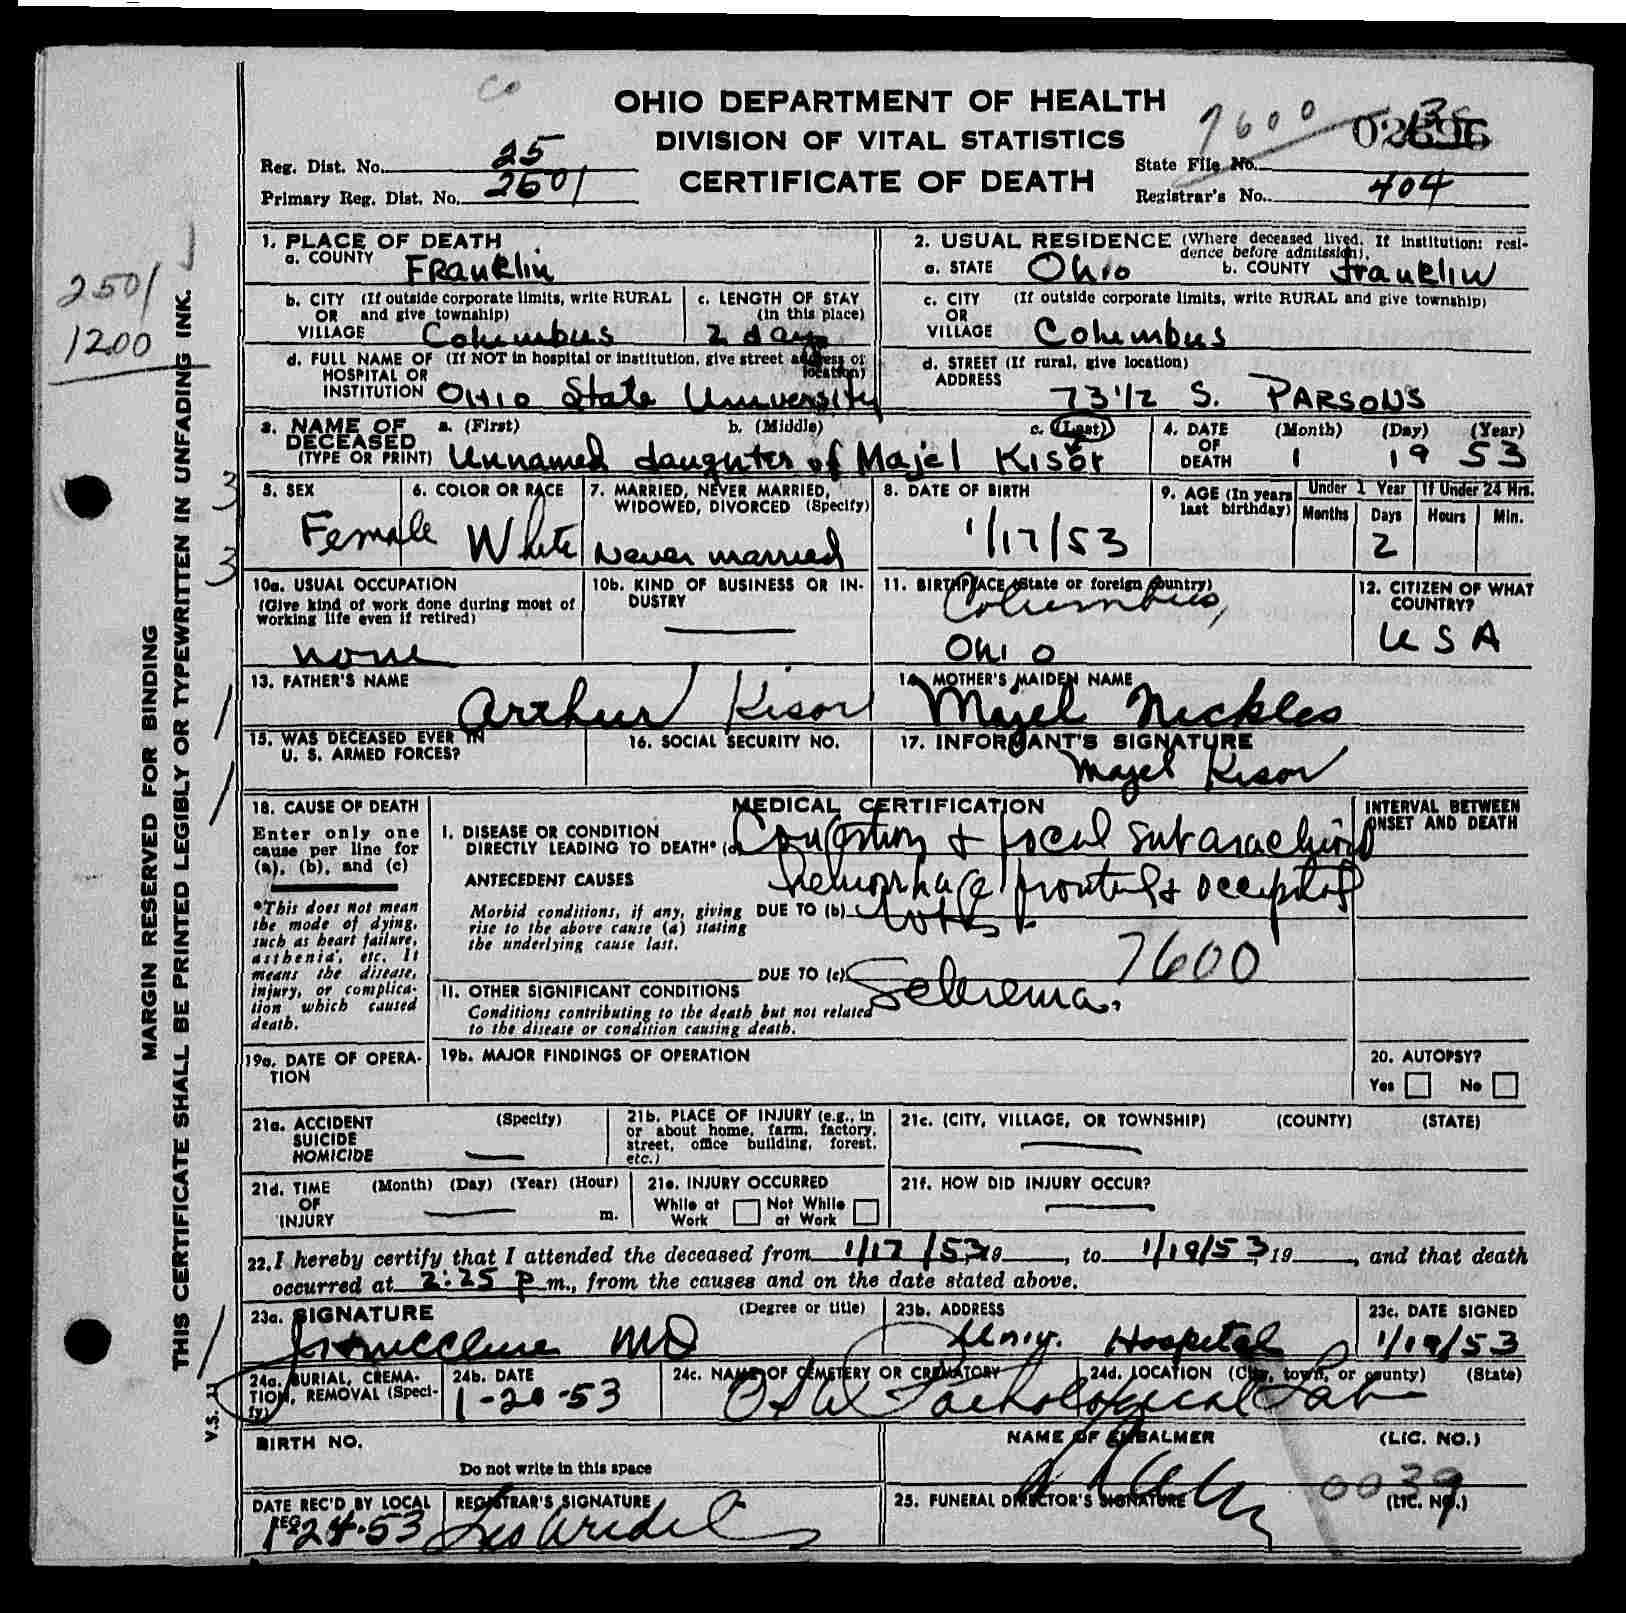 Co
OHIO DEPARTMENT OF HEALTH
DIVISION OF VITAL STATISTICS
CERTIFICATE OF DEATH
Reg. Dist. No. 25
Primary Reg. Dist. No. 2501
7600
State File No.
Registrar's No. 404
2501
1200
MARGIN RESERVED FOR BINDING
THIS CERTIFICATE SHALL BE PRINTED LEGIBLY OR TYPEWRITTEN IN UNFADING INK.
V.S. 11
1. PLACE OF DEATH
a. COUNTY Franklin
2. USUAL RESIDENCE (Where deceased lived. If institution: residence before admission).
a. STATE Ohio b. COUNTY Franklin
b. CITY (If outside corporate limits, write RURAL
OR and give township)
VILLAGE Columbus
c. LENGTH OF STAY
(in this place)
2 days
c. CITY (If outside corporate limits, write RURAL and give township)
OR
VILLAGE Columbus
d. FULL NAME OF (If NOT in hospital or institution, give street address or location)
HOSPITAL OR
INSTITUTION Ohio State University
d. STREET (If rural, give location)
ADDRESS 73 1/2 S. PARSONS
3. NAME OF DECEASED (TYPE OR PRINT) a. (First) b. (Middle) c. (Last)
Unnamed daughter of Majel Kisor
4. DATE OF DEATH (Month) (Day) (Year)
1 19 53
5. SEX
Female
6. COLOR OR RACE
White
7. MARRIED, NEVER MARRIED,
WIDOWED, DIVORCED (Specify)
Never married
8. DATE OF BIRTH
1/17/53
9. AGE (In years last birthday)
Under 1 Year If Under 24 Hrs.
Months Days Hours Min.
2
10a. USUAL OCCUPATION
(Give kind of work done during most of
working life even if retired)
none
10b. KIND OF BUSINESS OR INDUSTRY
11. BIRTHPLACE (State or foreign country)
Columbus,
Ohio
12. CITIZEN OF WHAT
COUNTRY?
USA
13. FATHER'S NAME
Arthur Kisor
14. MOTHER'S MAIDEN NAME
Majel Nickles
15. WAS DECEASED EVER IN
U. S. ARMED FORCES?
16. SOCIAL SECURITY NO.
17. INFORMANT'S SIGNATURE
Majel Kisor
18. CAUSE OF DEATH
Enter only one
cause per line for
(a), (b), and (c)
*This does not mean
the mode of dying,
such as heart failure,
asthenia, etc. It
means the disease,
injury, or complica-
tion which caused
death.
MEDICAL CERTIFICATION
INTERVAL BETWEEN
ONSET AND DEATH
I. DISEASE OR CONDITION
DIRECTLY LEADING TO DEATH* (a) Congestion & focal subarachnoid
ANTECEDENT CAUSES hemorrhage frontal & occipital
Morbid conditions, if any, giving
rise to the above cause (a) stating
the underlying cause last.
DUE TO (b)
DUE TO (c)
7600
II. OTHER SIGNIFICANT CONDITIONS
Conditions contributing to the death but not related
to the disease or condition causing death.
19a. DATE OF OPERA-
TION
19b. MAJOR FINDINGS OF OPERATION
20. AUTOPSY?
Yes No
21a. ACCIDENT
SUICIDE
HOMICIDE
(Specify)
21b. PLACE OF INJURY (e.g., in
or about home, farm, factory,
street, office building, forest,
etc.)
21c. (CITY, VILLAGE, OR TOWNSHIP) (COUNTY) (STATE)
21d. TIME (Month) (Day) (Year) (Hour)
OF
INJURY m.
21e. INJURY OCCURRED
While at Work Not While at Work
21f. HOW DID INJURY OCCUR?
22. I hereby certify that I attended the deceased from 1/17/53, 19 , to 1/19/53, 19 , and that death
occurred at 2:25 P m., from the causes and on the date stated above.
23a. SIGNATURE (Degree or title)
McClure MD
23b. ADDRESS
Univ. Hospital
23c. DATE SIGNED
1/19/53
24a. BURIAL, CREMA-
TION, REMOVAL (Speci-
fy)
24b. DATE
1-20-53
24c. NAME OF CEMETERY OR CREMATORY
24d. LOCATION (City, town, or county) (State)
OSU Pathological Lab
BIRTH NO.
Do not write in this space
NAME OF EMBALMER (LIC. NO.)
DATE REC'D BY LOCAL
REG.
1-24-53
REGISTRAR'S SIGNATURE
25. FUNERAL DIRECTOR'S SIGNATURE (LIC. NO.)
0039